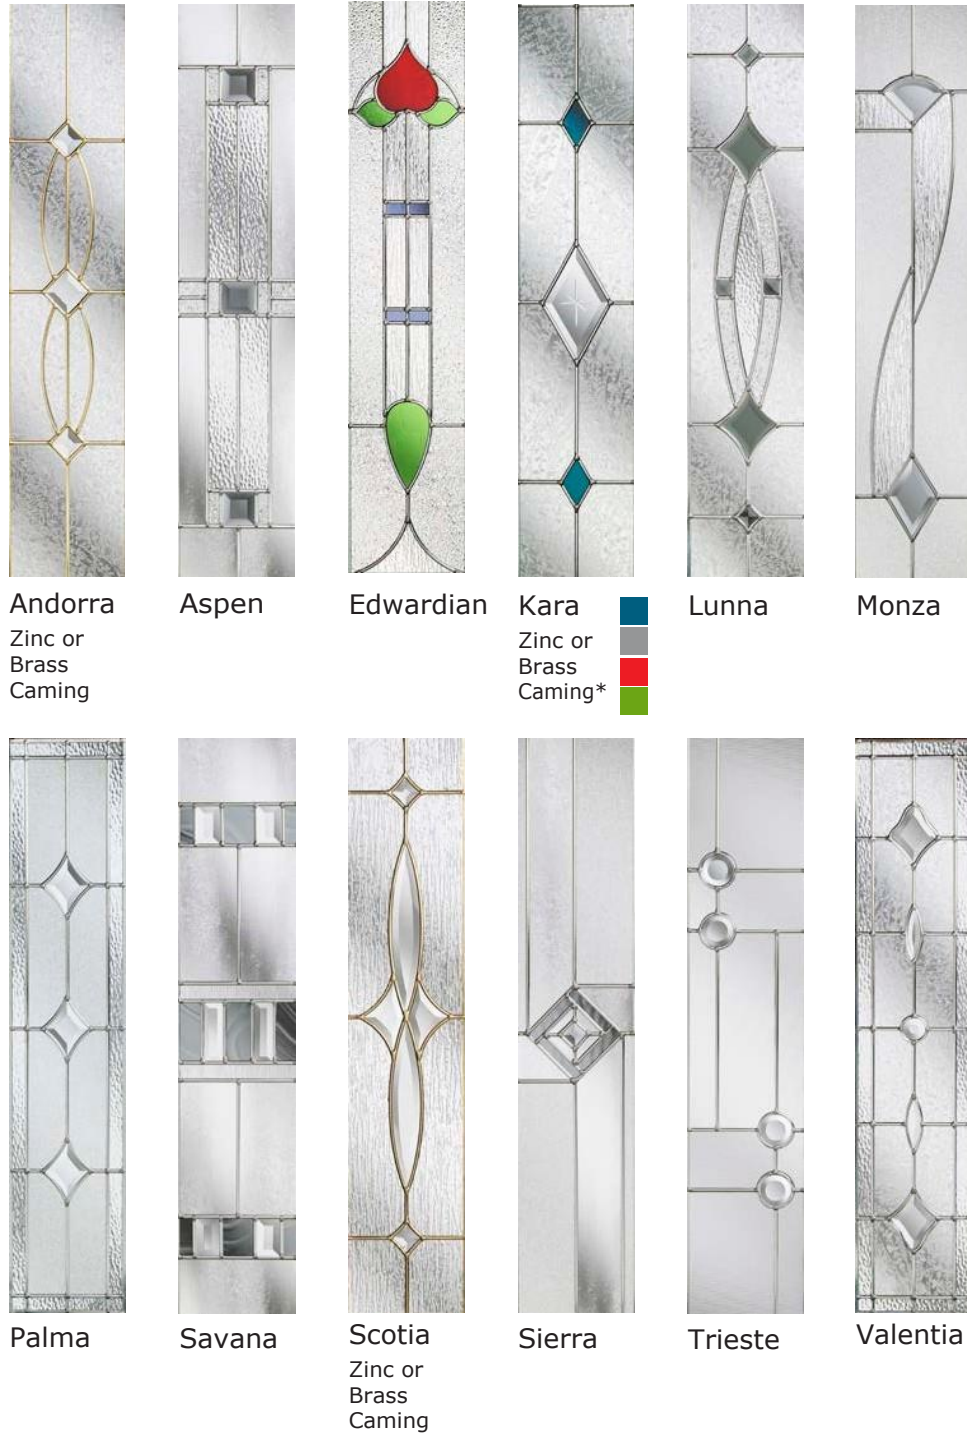 Andorra
Zinc or
Brass
Caming
Aspen
Edwardian
Kara
Zinc or
Brass
Caming*
Lunna
Monza
Palma
Savana
Scotia
Zinc or
Brass
Caming
Sierra
Trieste
Valentia